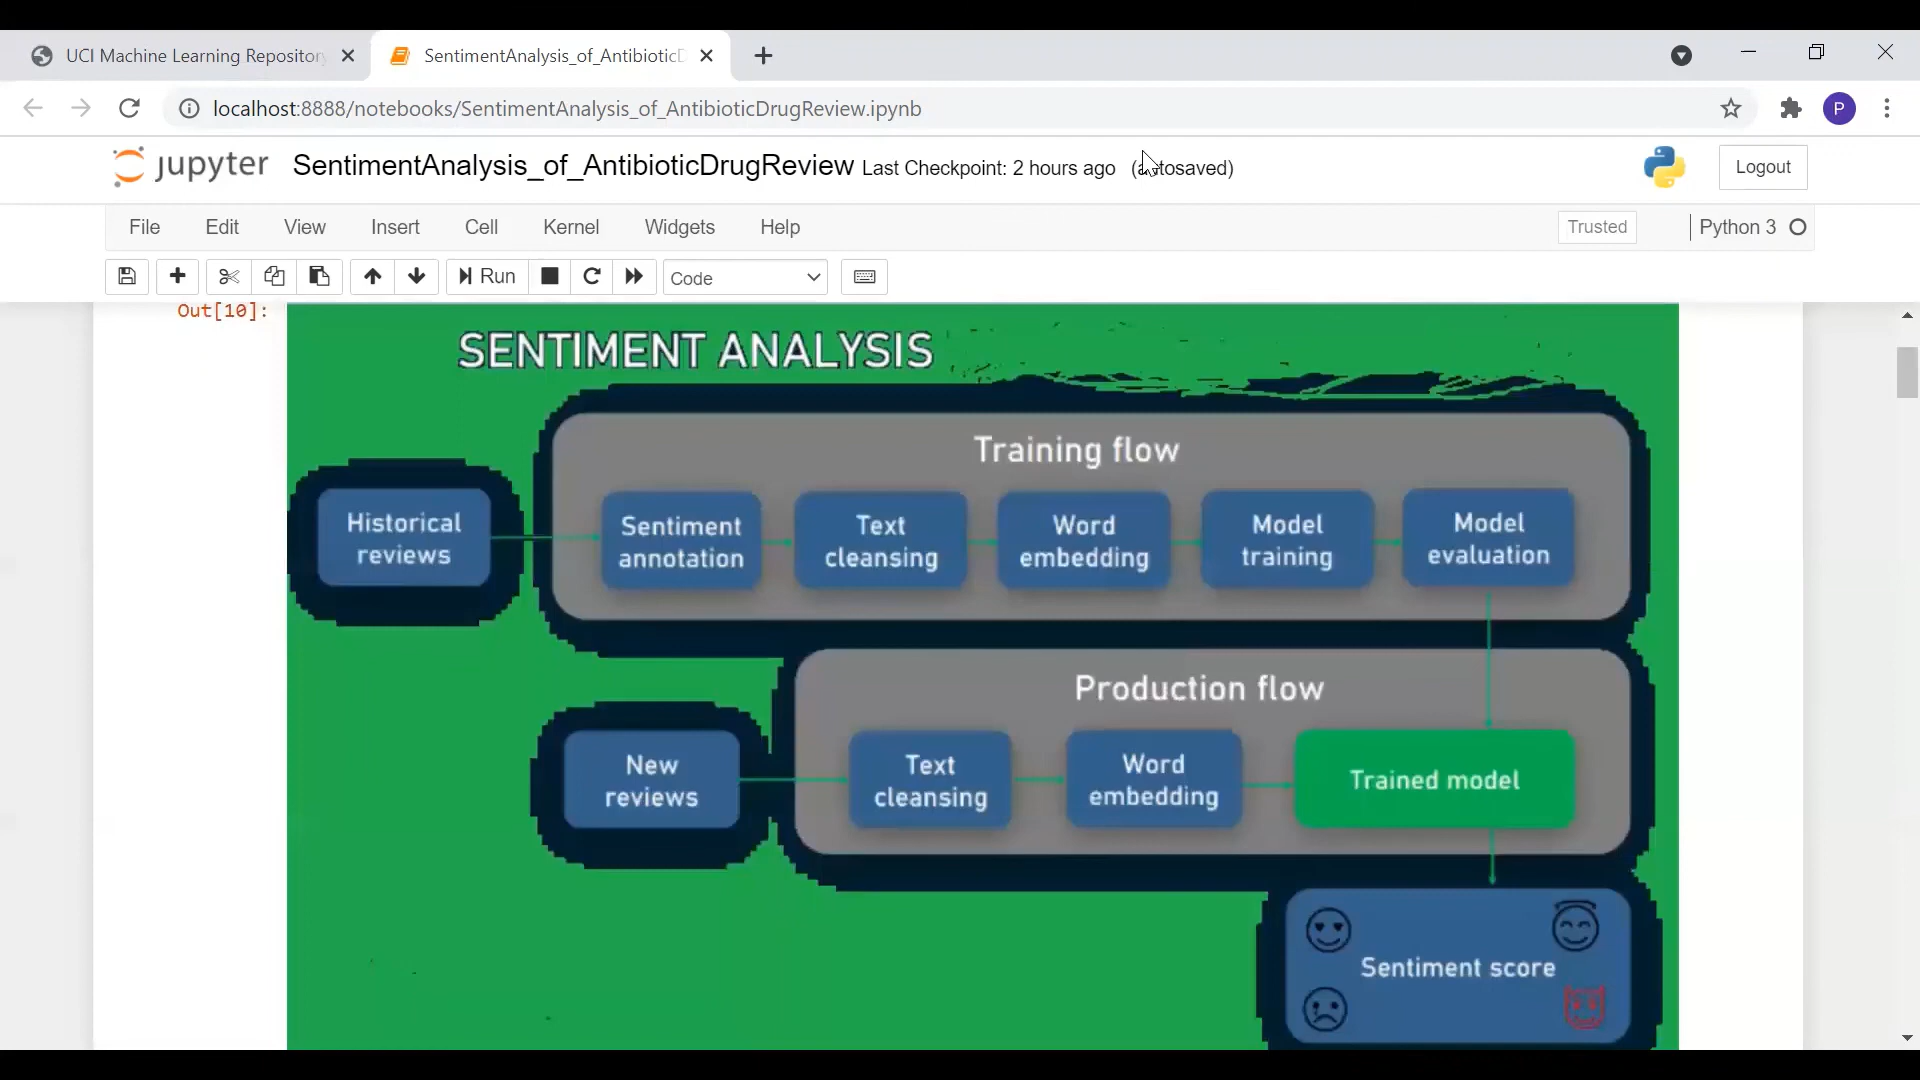 UCI Machine Learning Repository
SentimentAnalysis_of_AntibioticD
localhost:8888/notebooks/SentimentAnalysis_of_AntibioticDrugReview.ipynb
P
jupyter SentimentAnalysis_of_AntibioticDrugReview Last Checkpoint: 2 hours ago (autosaved)
Logout
File Edit View Insert Cell Kernel Widgets Help
Trusted
Python 3
Run
Code
Out[10]:
SENTIMENT ANALYSIS
Training flow
Historical
reviews
Sentiment
annotation
Text
cleansing
Word
embedding
Model
training
Model
evaluation
Production flow
New
reviews
Text
cleansing
Word
embedding
Trained model
Sentiment score